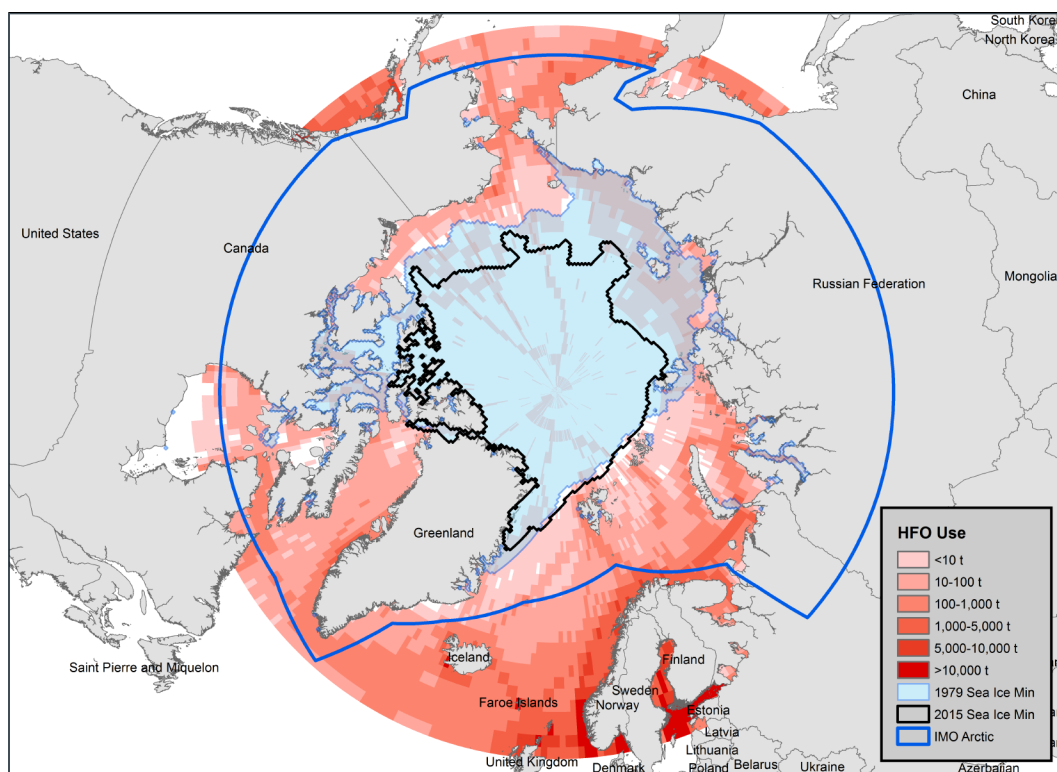 South Korea
North Korea
China
United States
Canada
Russian Federation
Mongolia
Greenland
HFO Use
<10 t
10-100 t
100-1,000 t
1,000-5,000 t
5,000-10,000 t
>10,000 t
1979 Sea Ice Min
2015 Sea Ice Min
IMO Arctic
Saint Pierre and Miquelon
Iceland
Finland
Faroe Islands
Sweden
Norway
Estonia
Latvia
Lithuania
United Kingdom
Denmark
Poland
Belarus
Ukraine
Azerbaijan